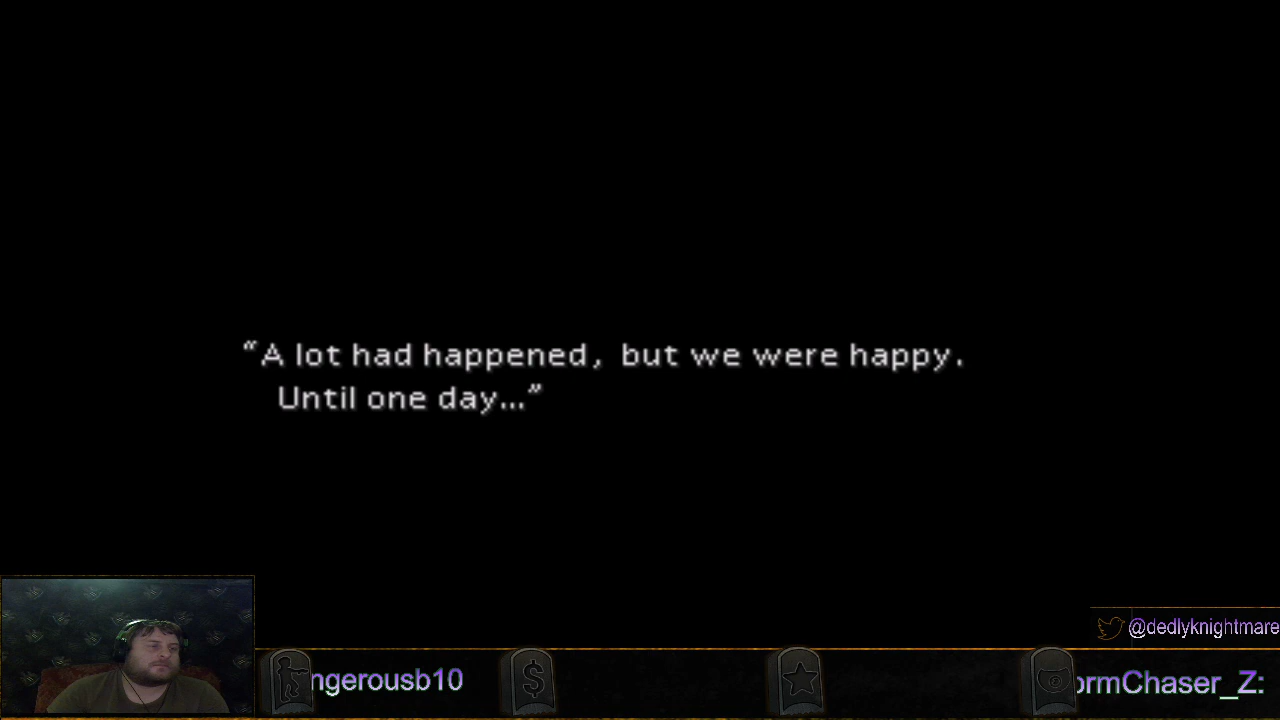 “A lot had happened, but we were happy.
Until one day...”
@dedlyknightmare
ngerousb10
$
ormChaser_Z: